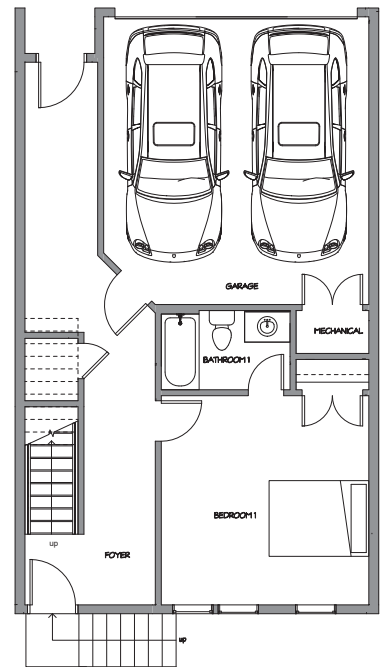 GARAGE
MECHANICAL
BATHROOM 1
BEDROOM 1
up
FOYER
up